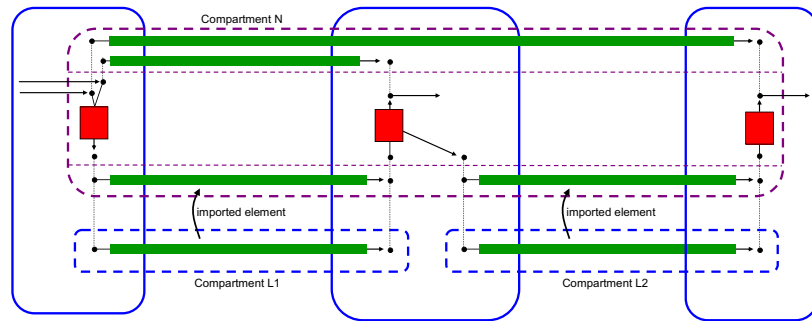 Compartment N
imported element
imported element
Compartment L1
Compartment L2